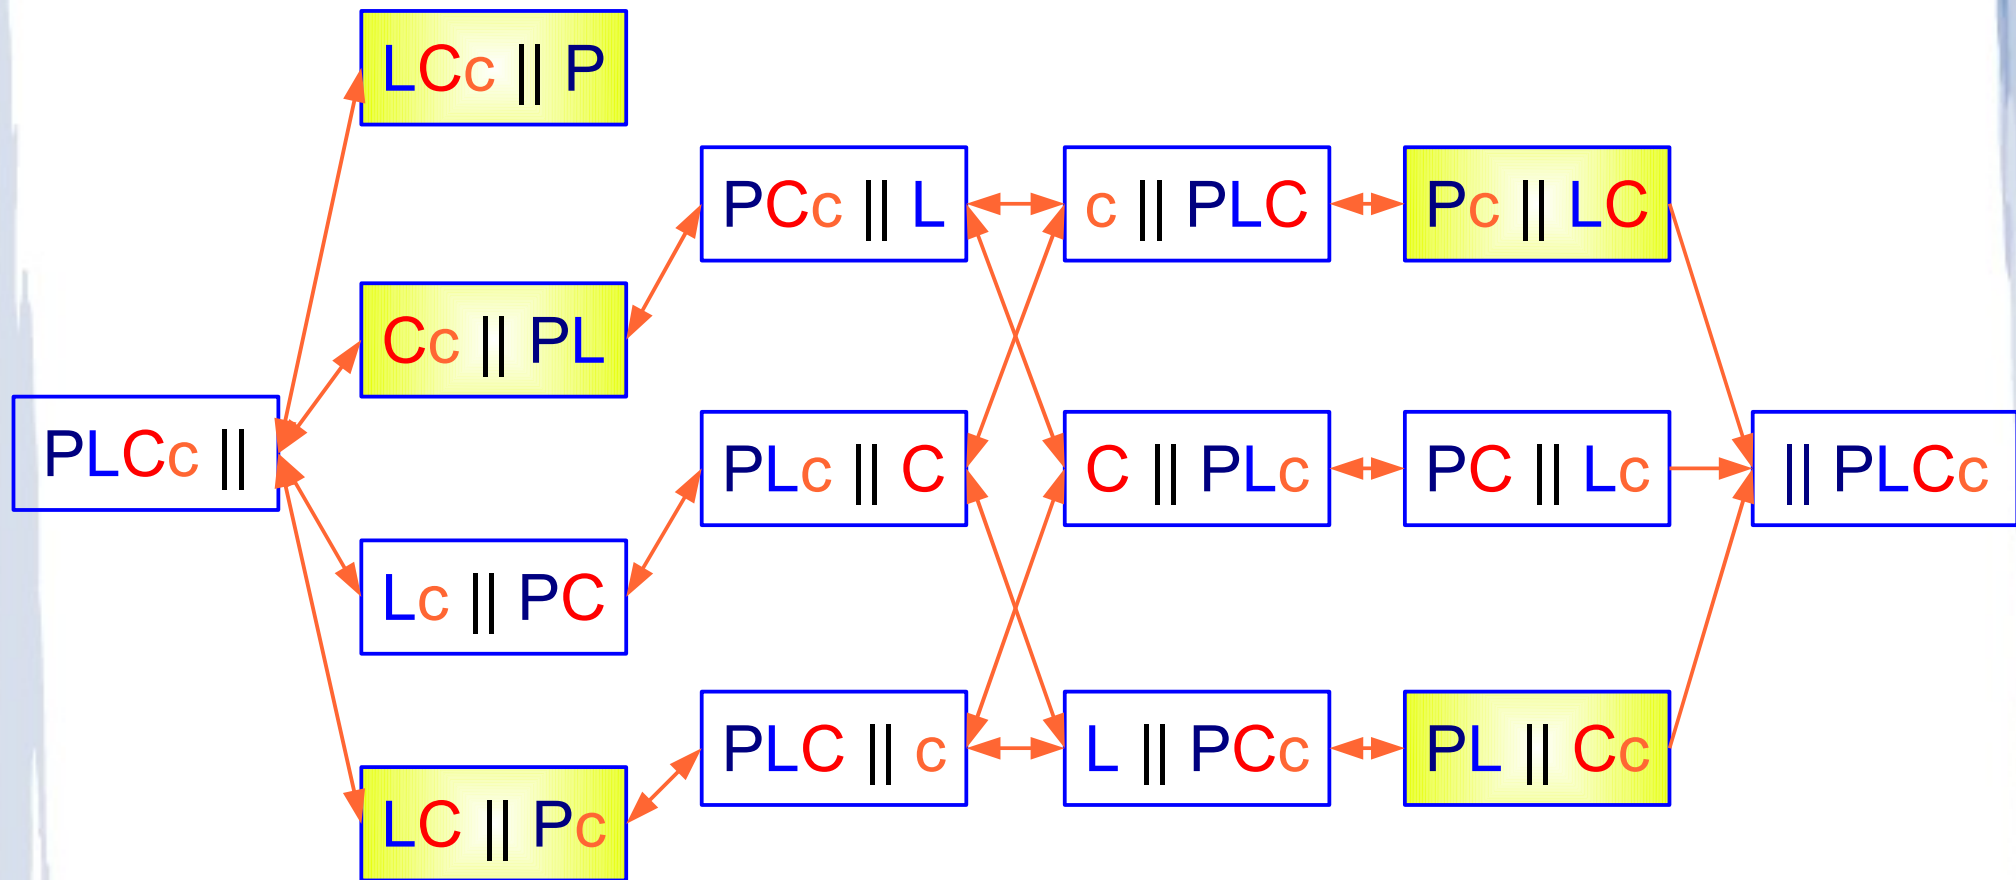 LCc || P
PCc || L
c || PLC
Pc || LC
Cc || PL
PLCc ||
PLc || C
C || PLc
PC || Lc
|| PLCc
Lc || PC
PLC || c
L || PCc
PL || Cc
LC || Pc